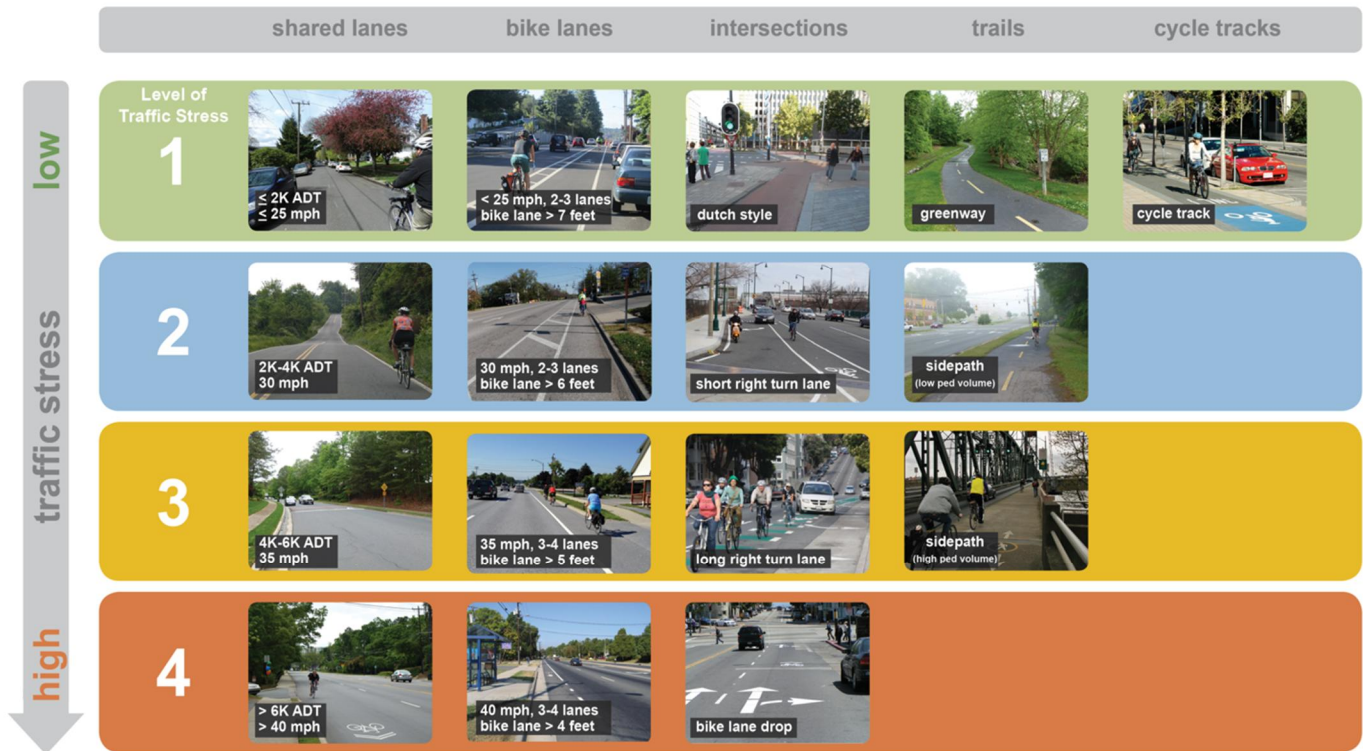 shared lanes
bike lanes
intersections
trails
cycle tracks
traffic stress
low
high
Level of
Traffic Stress
1
≤ 2K ADT
≤ 25 mph
< 25 mph, 2-3 lanes
bike lane > 7 feet
dutch style
greenway
cycle track
2
2K-4K ADT
30 mph
30 mph, 2-3 lanes
bike lane > 6 feet
short right turn lane
sidepath
(low ped volume)
3
4K-6K ADT
35 mph
35 mph, 3-4 lanes
bike lane > 5 feet
long right turn lane
sidepath
(high ped volume)
4
> 6K ADT
> 40 mph
40 mph, 3-4 lanes
bike lane > 4 feet
bike lane drop